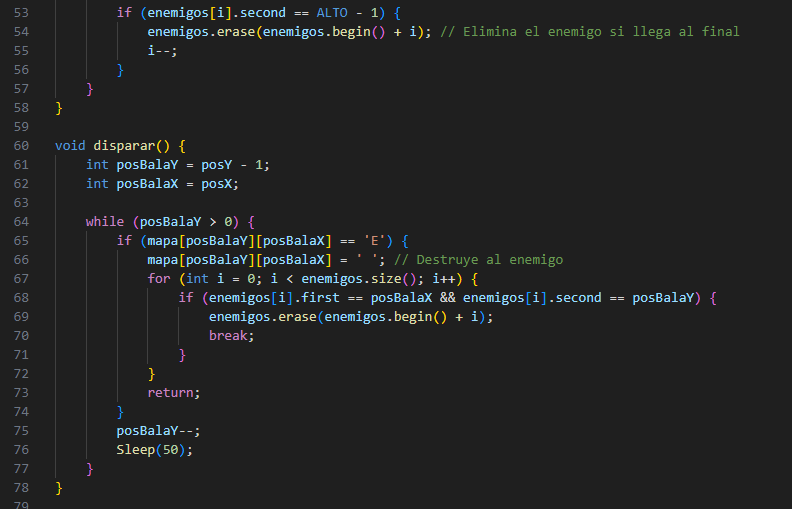 53 if (enemigos[i].second == ALTO - 1) {
54 enemigos.erase(enemigos.begin() + i); // Elimina el enemigo si llega al final
55 i--;
56 }
57 }
58 }
59
60 void disparar() {
61 int posBalaY = posY - 1;
62 int posBalaX = posX;
63
64 while (posBalaY > 0) {
65 if (mapa[posBalaY][posBalaX] == 'E') {
66 mapa[posBalaY][posBalaX] = ' '; // Destruye al enemigo
67 for (int i = 0; i < enemigos.size(); i++) {
68 if (enemigos[i].first == posBalaX && enemigos[i].second == posBalaY) {
69 enemigos.erase(enemigos.begin() + i);
70 break;
71 }
72 }
73 return;
74 }
75 posBalaY--;
76 Sleep(50);
77 }
78 }
79